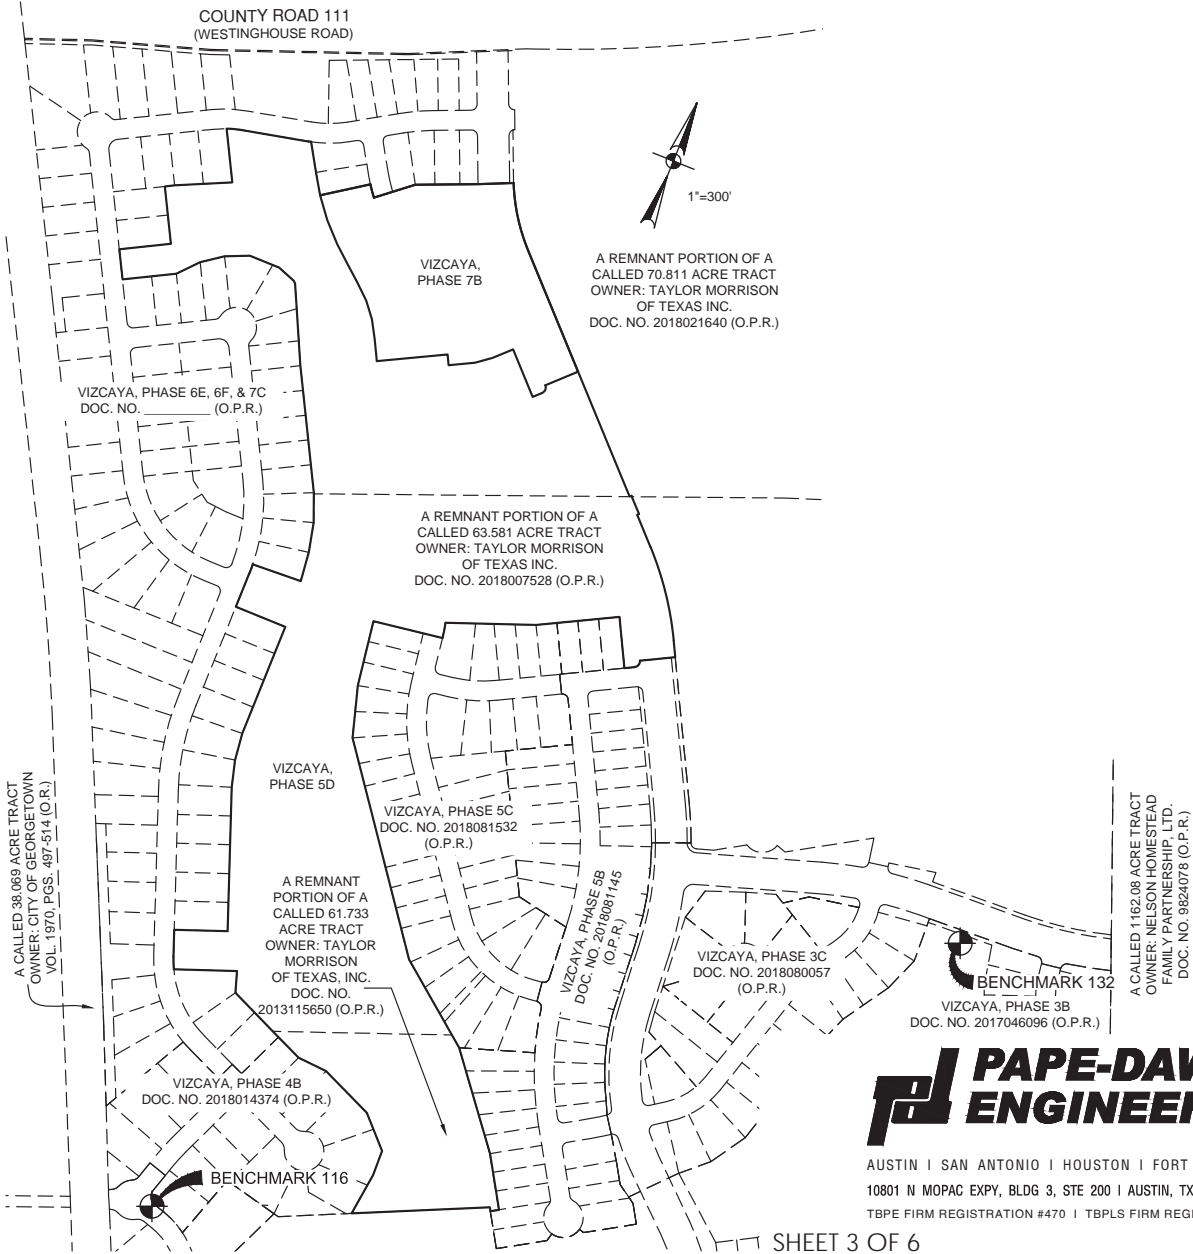 COUNTY ROAD 111
(WESTINGHOUSE ROAD)
1"=300'
A REMNANT PORTION OF A
CALLED 70.811 ACRE TRACT
OWNER: TAYLOR MORRISON
OF TEXAS INC.
DOC. NO. 2018021640 (O.P.R.)
VIZCAYA,
PHASE 7B
VIZCAYA, PHASE 6E, 6F, & 7C
DOC. NO. _________ (O.P.R.)
A REMNANT PORTION OF A
CALLED 63.581 ACRE TRACT
OWNER: TAYLOR MORRISON
OF TEXAS INC.
DOC. NO. 2018007528 (O.P.R.)
VIZCAYA,
PHASE 5D
VIZCAYA, PHASE 5C
DOC. NO. 2018081532
(O.P.R.)
A CALLED 38.069 ACRE TRACT
OWNER: CITY OF GEORGETOWN
VOL. 1970, PGS. 497-514 (O.R.)
A REMNANT
PORTION OF A
CALLED 61.733
ACRE TRACT
OWNER: TAYLOR
MORRISON
OF TEXAS, INC.
DOC. NO.
2013115650 (O.P.R.)
VIZCAYA, PHASE 5B
DOC. NO. 2018081145
(O.P.R.)
VIZCAYA, PHASE 3C
DOC. NO. 2018080057
(O.P.R.)
A CALLED 1162.08 ACRE TRACT
OWNER: NELSON HOMESTEAD
FAMILY PARTNERSHIP, LTD.
DOC. NO. 9824078 (O.P.R.)
BENCHMARK 132
VIZCAYA, PHASE 3B
DOC. NO. 2017046096 (O.P.R.)
VIZCAYA, PHASE 4B
DOC. NO. 2018014374 (O.P.R.)
BENCHMARK 116
PAPE-DAW
ENGINEER
AUSTIN | SAN ANTONIO | HOUSTON | FORT
10801 N MOPAC EXPY, BLDG 3, STE 200 | AUSTIN, TX
TBPE FIRM REGISTRATION #470 | TBPLS FIRM REG
SHEET 3 OF 6